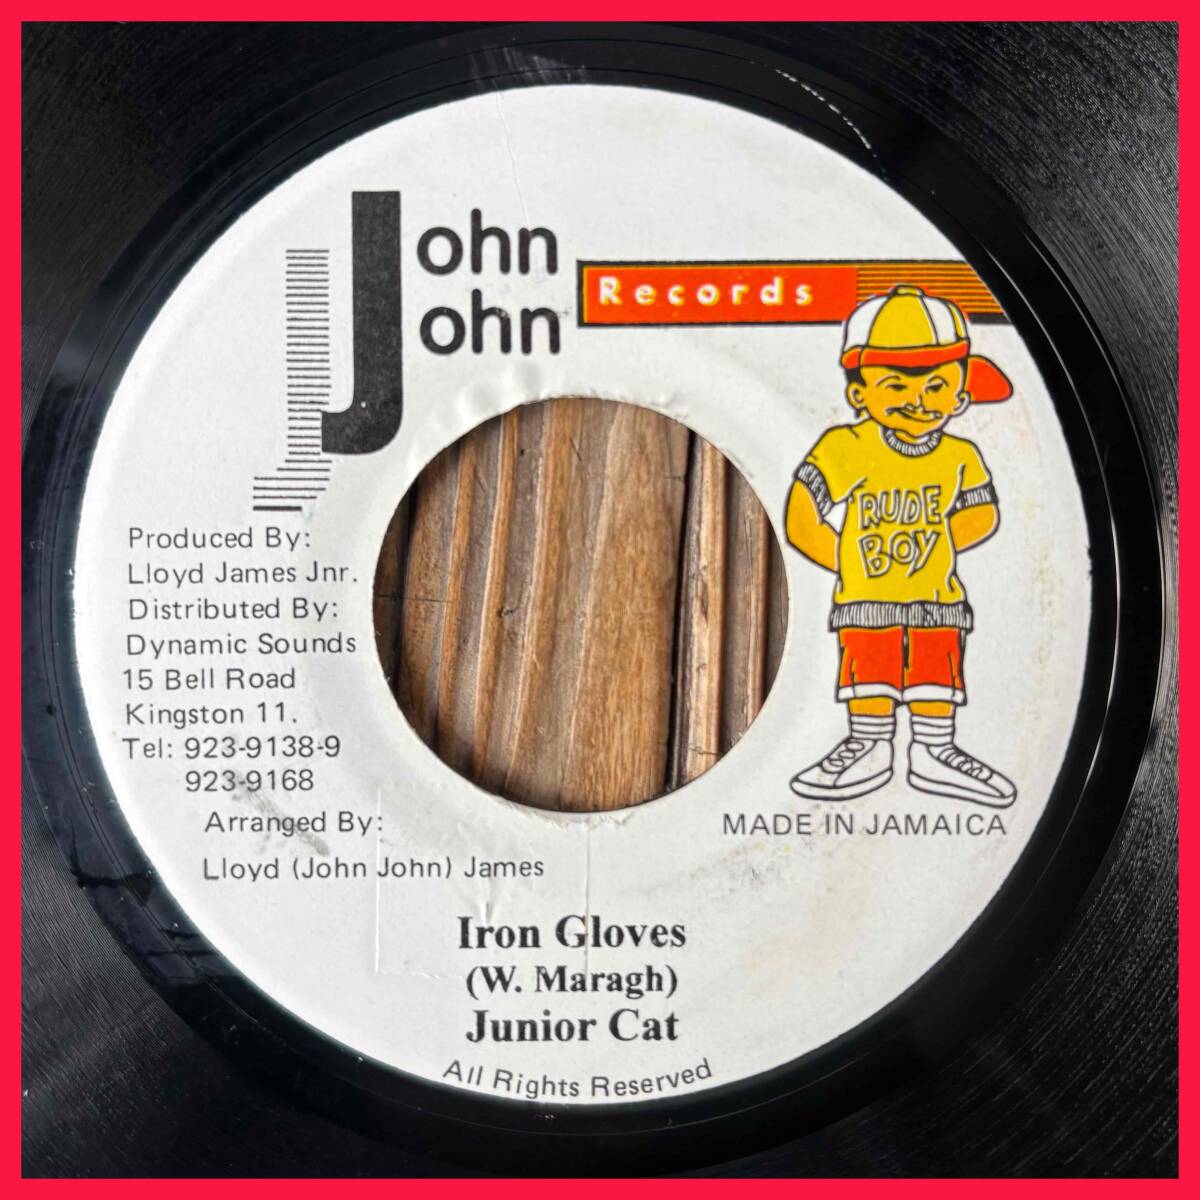 John
John
Records
RUDE
BOY
Produced By:
Lloyd James Jnr.
Distributed By:
Dynamic Sounds
15 Bell Road
Kingston 11.
Tel: 923-9138-9
923-9168
Arranged By:
Lloyd (John John) James
MADE IN JAMAICA
Iron Gloves
(W. Maragh)
Junior Cat
All Rights Reserved